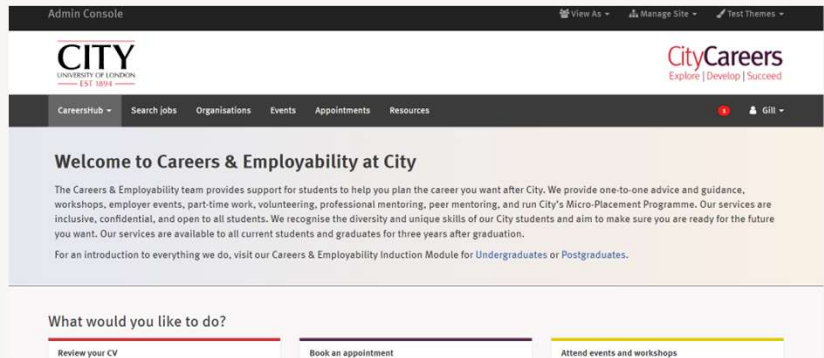 Admin Console View As Manage Site Test Themes
CITY
UNIVERSITY OF LONDON
EST 1894
CityCareers
Explore | Develop | Succeed
CareersHub Search jobs Organisations Events Appointments Resources Gill
Welcome to Careers & Employability at City
The Careers & Employability team provides support for students to help you plan the career you want after City. We provide one-to-one advice and guidance,
workshops, employer events, part-time work, volunteering, professional mentoring, peer mentoring, and run City's Micro-Placement Programme. Our services are
inclusive, confidential, and open to all students. We recognise the diversity and unique skills of our City students and aim to make sure you are ready for the future
you want. Our services are available to all current students and graduates for three years after graduation.
For an introduction to everything we do, visit our Careers & Employability Induction Module for Undergraduates or Postgraduates.
What would you like to do?
Review your CV Book an appointment Attend events and workshops